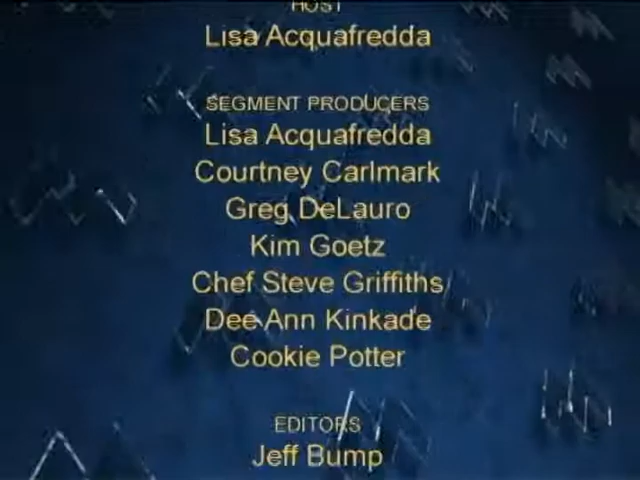 HOST
Lisa Acquafredda
SEGMENT PRODUCERS
Lisa Acquafredda
Courtney Carlmark
Greg DeLauro
Kim Goetz
Chef Steve Griffiths
Dee Ann Kinkade
Cookie Potter
EDITORS
Jeff Bump